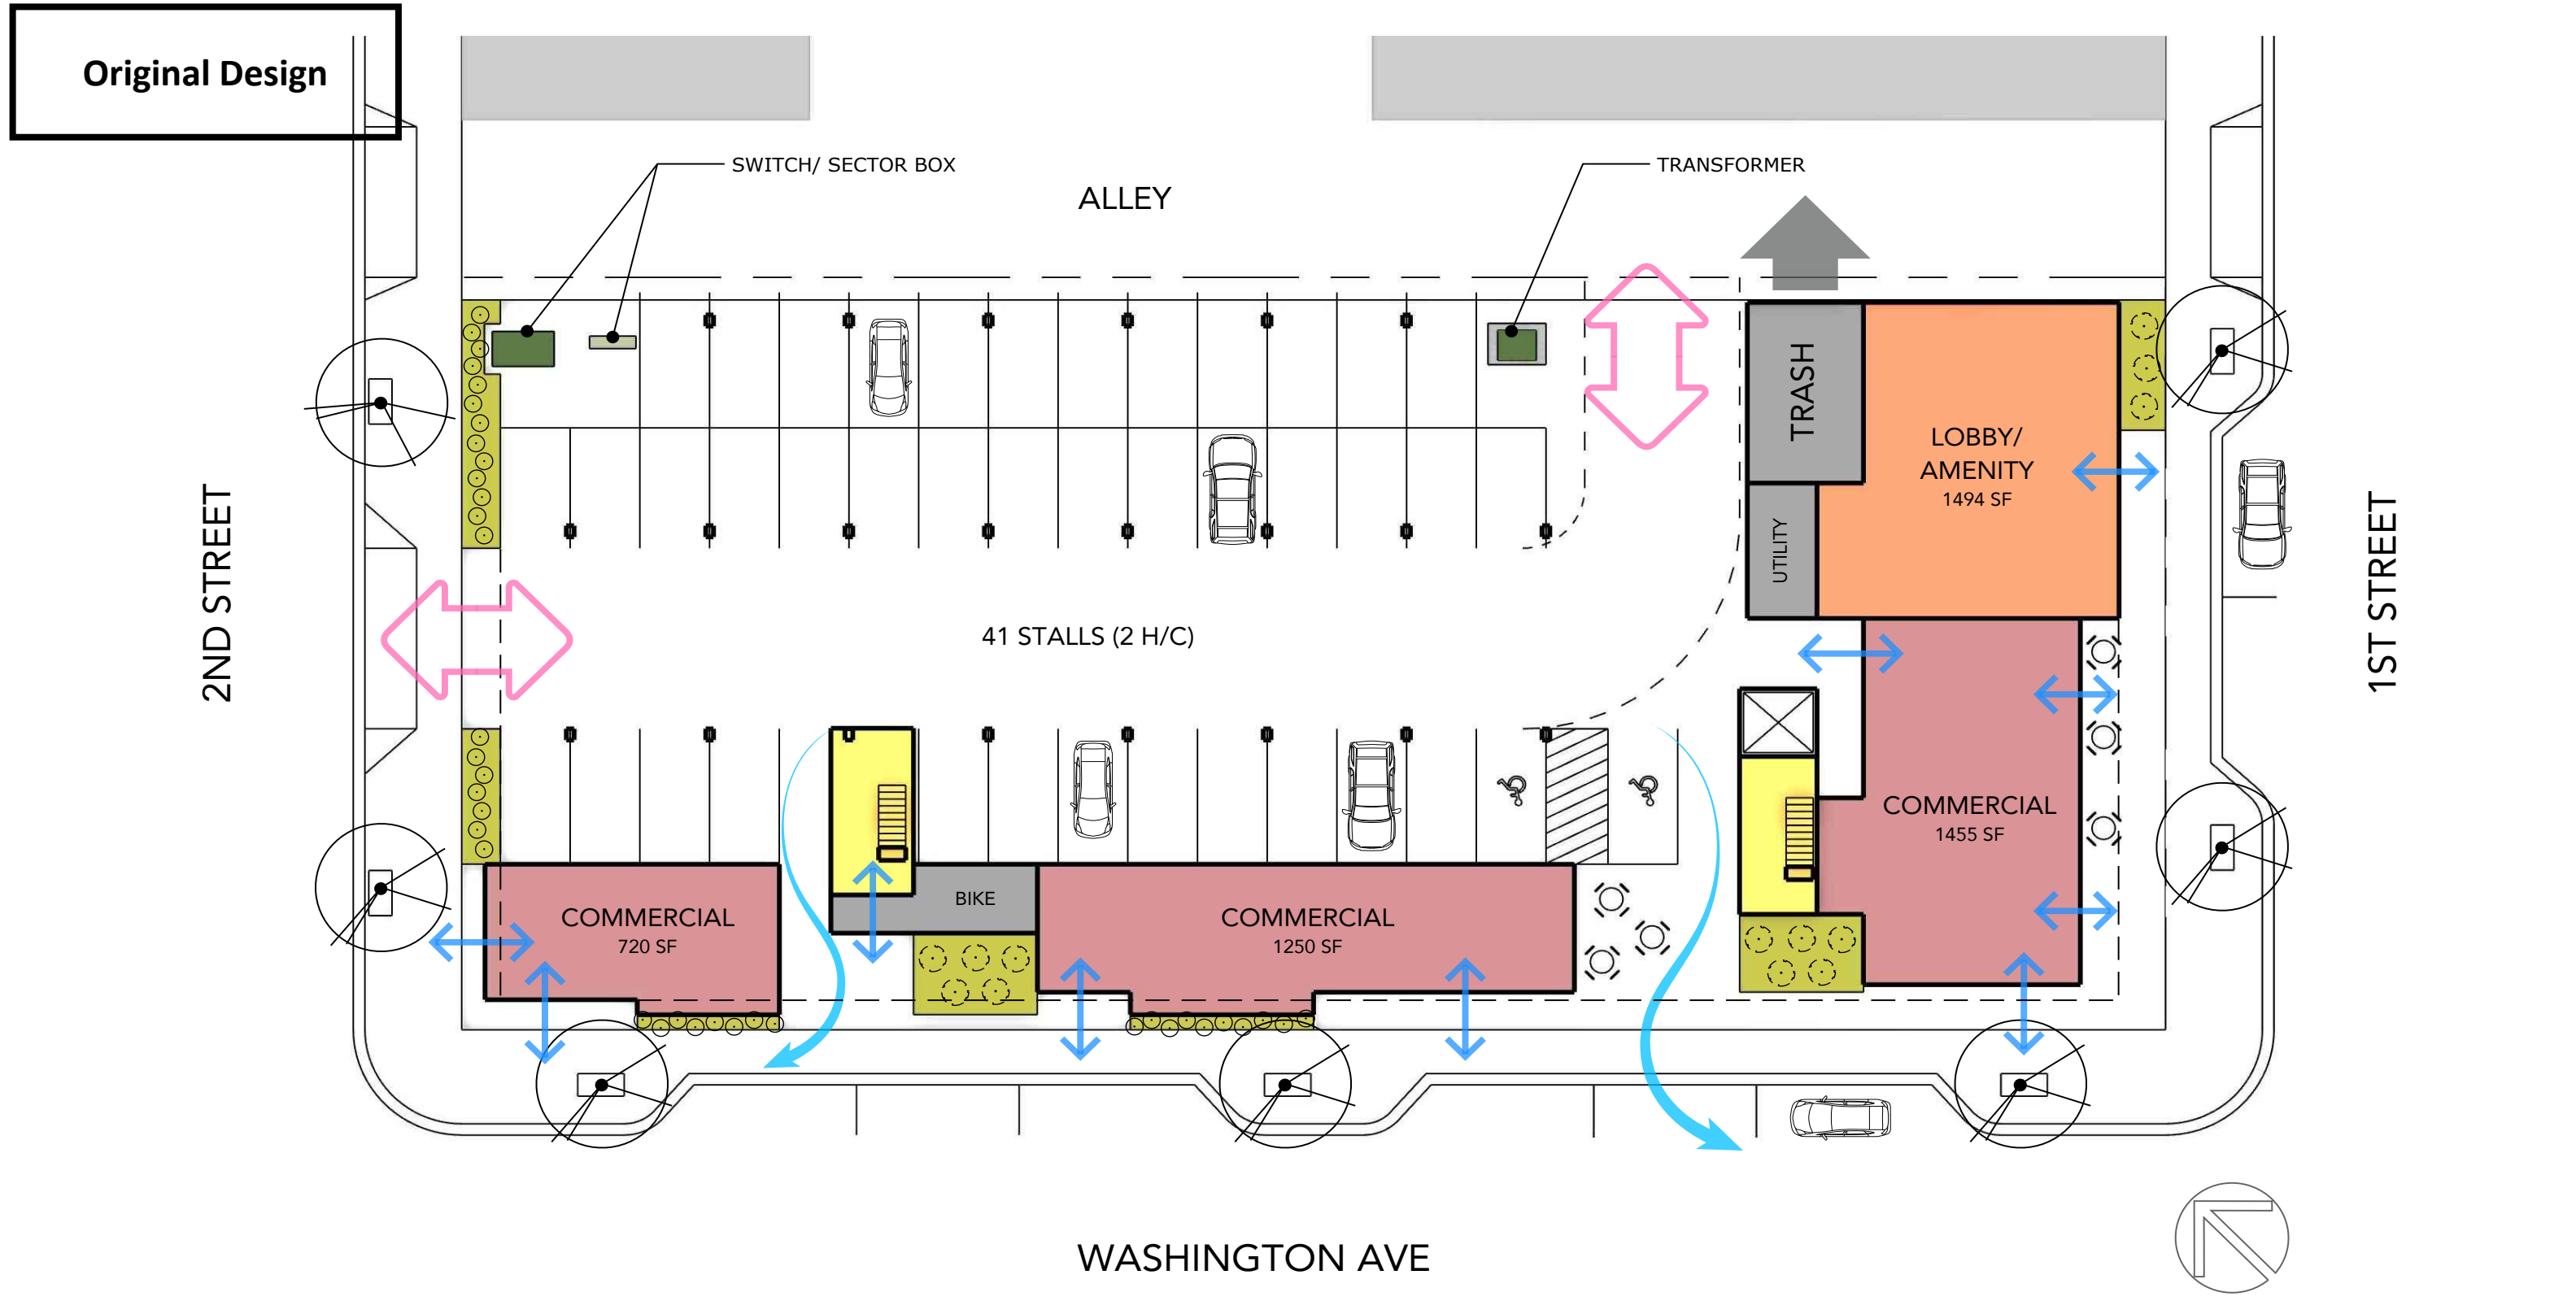 Original Design
SWITCH/ SECTOR BOX
TRANSFORMER
ALLEY
TRASH
LOBBY/
AMENITY
1494 SF
UTILITY
2ND STREET
1ST STREET
41 STALLS (2 H/C)
COMMERCIAL
1455 SF
BIKE
COMMERCIAL
720 SF
COMMERCIAL
1250 SF
WASHINGTON AVE